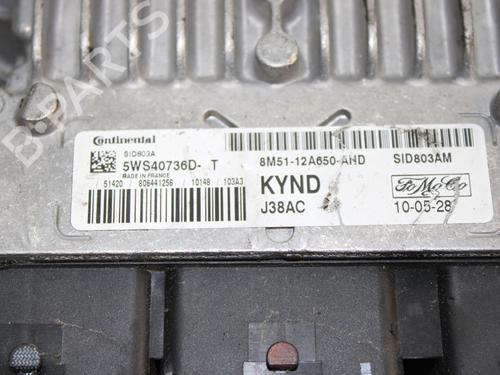 B-PARTS
Continental
SID803A
5WS40736D- T
MADE IN FRANCE
51420 / 806441256 / 10148 / 103A3
8M51-12A650-AHD
SID803AM
KYND
J38AC
FoMoCo
10-05-28